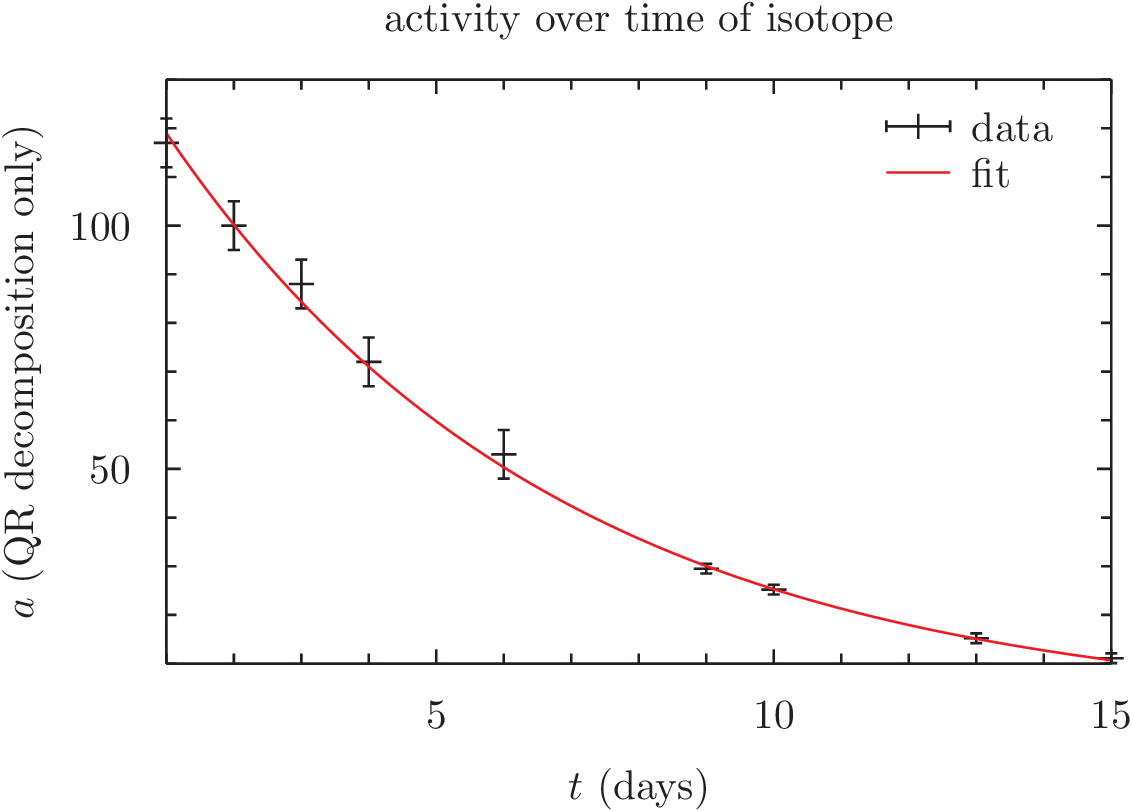 activity over time of isotope
data
fit
a (QR decomposition only)
100
50
5
10
15
t (days)